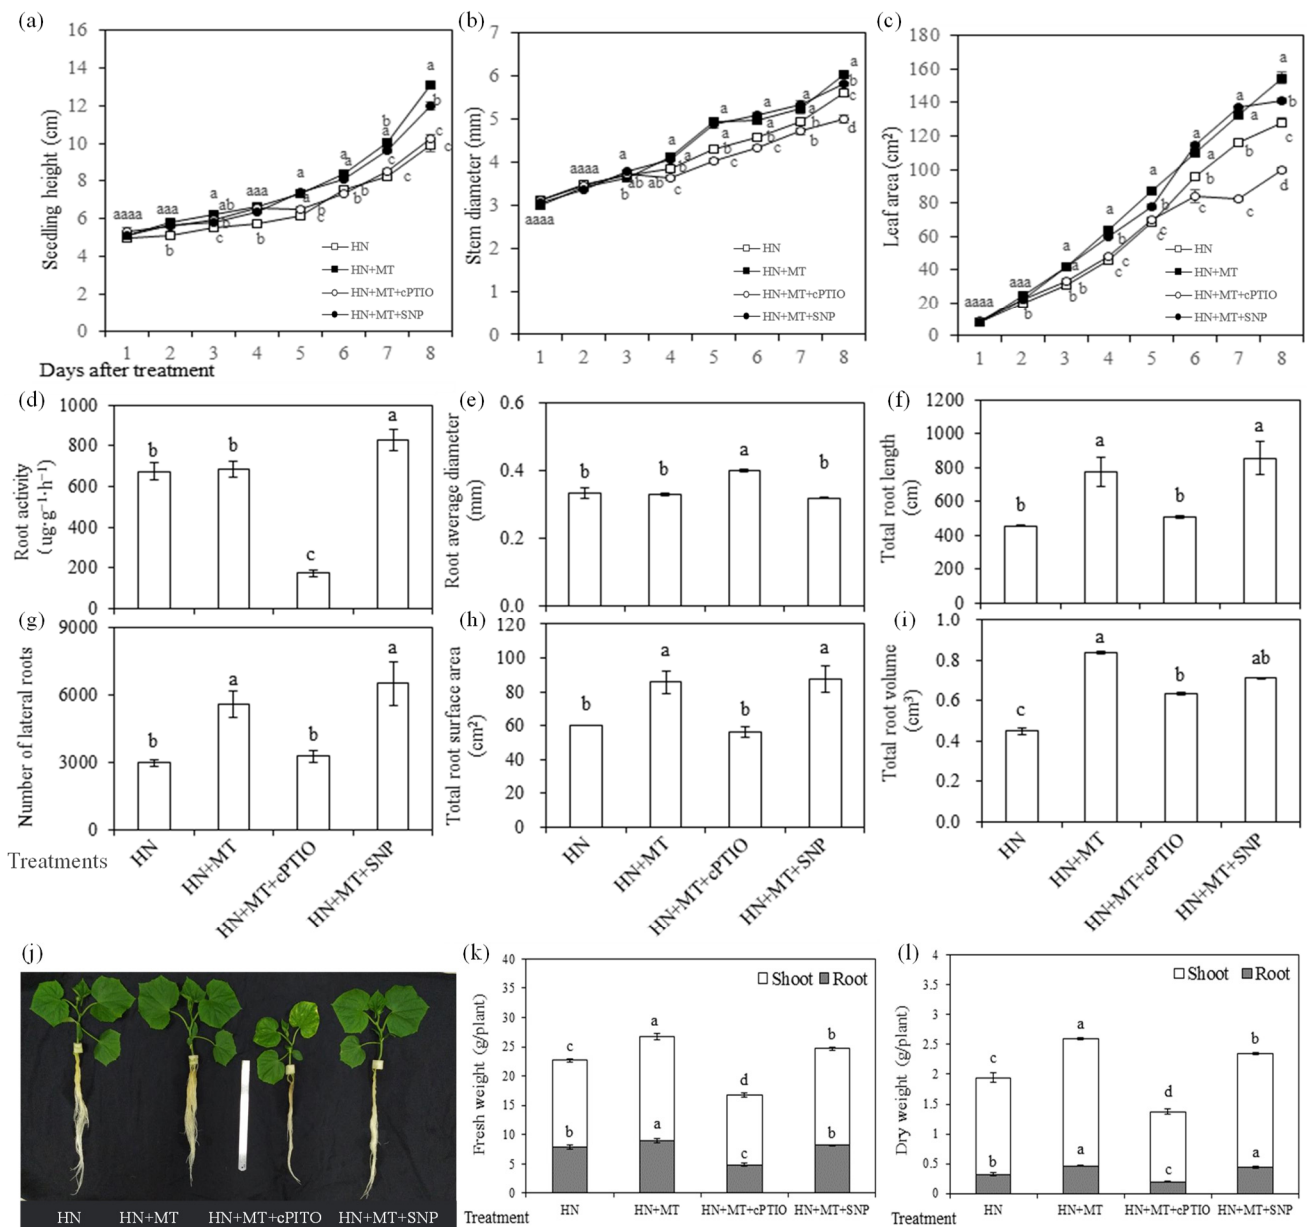 (a)
16
14
12
10
8
6
4
2
0
Seedling height (cm)
aaaa
aaa
b
a
ab
b
c
aaa
b
a
a
b
c
a
a
b
b
b
a
c
b
a
b
c
c
HN
HN+MT
HN+MT+cPTIO
HN+MT+SNP
1 2 3 4 5 6 7 8
Days after treatment
(b)
7
6
5
4
3
2
1
0
Stem diameter (mm)
aaaa
aaaa
a
a
ab
b
a
a
b
ab
c
a
a
b
c
a
a
b
c
a
a
b
b
a
b
c
d
HN
HN+MT
HN+MT+cPTIO
HN+MT+SNP
1 2 3 4 5 6 7 8
(c)
180
160
140
120
100
80
60
40
20
0
Leaf area (cm²)
aaaa
aaa
b
a
a
b
b
a
b
c
c
a
b
c
c
a
a
b
c
a
a
b
c
a
b
c
d
HN
HN+MT
HN+MT+cPTIO
HN+MT+SNP
1 2 3 4 5 6 7 8
(d)
1000
800
600
400
200
0
Root activity
(ug·g⁻¹·h⁻¹)
b
b
c
a
(e)
0.6
0.4
0.2
0.0
Root average diameter
(mm)
b
b
a
b
(f)
1200
1000
800
600
400
200
0
Total root length
(cm)
b
a
b
a
(g)
9000
6000
3000
0
Number of lateral roots
b
a
b
a
(h)
120
100
80
60
40
20
0
Total root surface area
(cm²)
b
a
b
a
(i)
1.0
0.8
0.6
0.4
0.2
0.0
Total root volume
(cm³)
c
a
b
ab
Treatments
HN
HN+MT
HN+MT+cPTIO
HN+MT+SNP
HN
HN+MT
HN+MT+cPTIO
HN+MT+SNP
HN
HN+MT
HN+MT+cPTIO
HN+MT+SNP
(j)
HN HN+MT HN+MT+cPITO HN+MT+SNP
(k)
40
35
30
25
20
15
10
5
0
Fresh weight (g/plant)
Shoot Root
c
b
a
a
d
c
b
b
Treatment
HN HN+MT HN+MT+cPTIO HN+MT+SNP
(l)
4
3.5
3
2.5
2
1.5
1
0.5
0
Dry weight (g/plant)
Shoot Root
c
b
a
a
d
c
b
a
Treatment
HN HN+MT HN+MT+cPTIO HN+MT+SNP